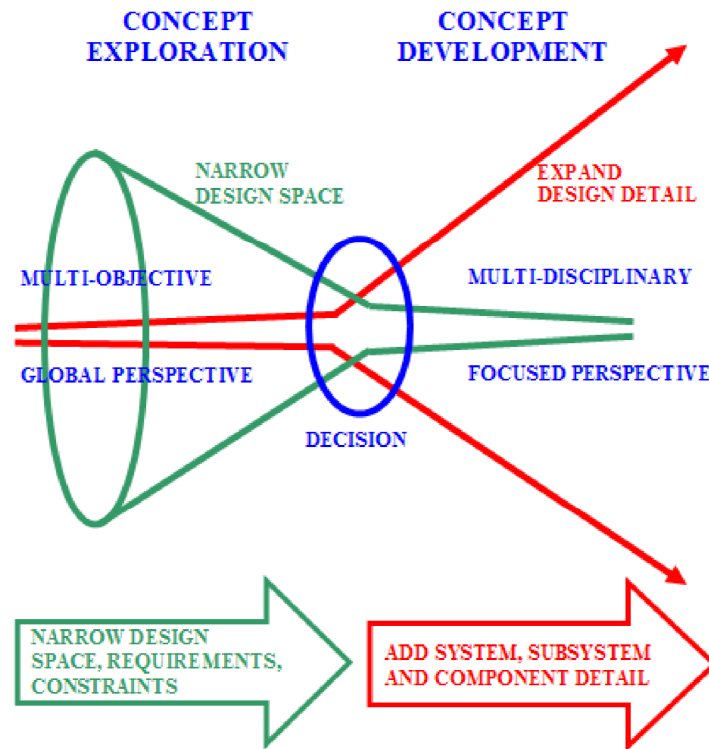 CONCEPT
EXPLORATION
CONCEPT
DEVELOPMENT
NARROW
DESIGN SPACE
EXPAND
DESIGN DETAIL
MULTI-OBJECTIVE
MULTI-DISCIPLINARY
GLOBAL PERSPECTIVE
FOCUSED PERSPECTIVE
DECISION
NARROW DESIGN
SPACE, REQUIREMENTS,
CONSTRAINTS
ADD SYSTEM, SUBSYSTEM
AND COMPONENT DETAIL